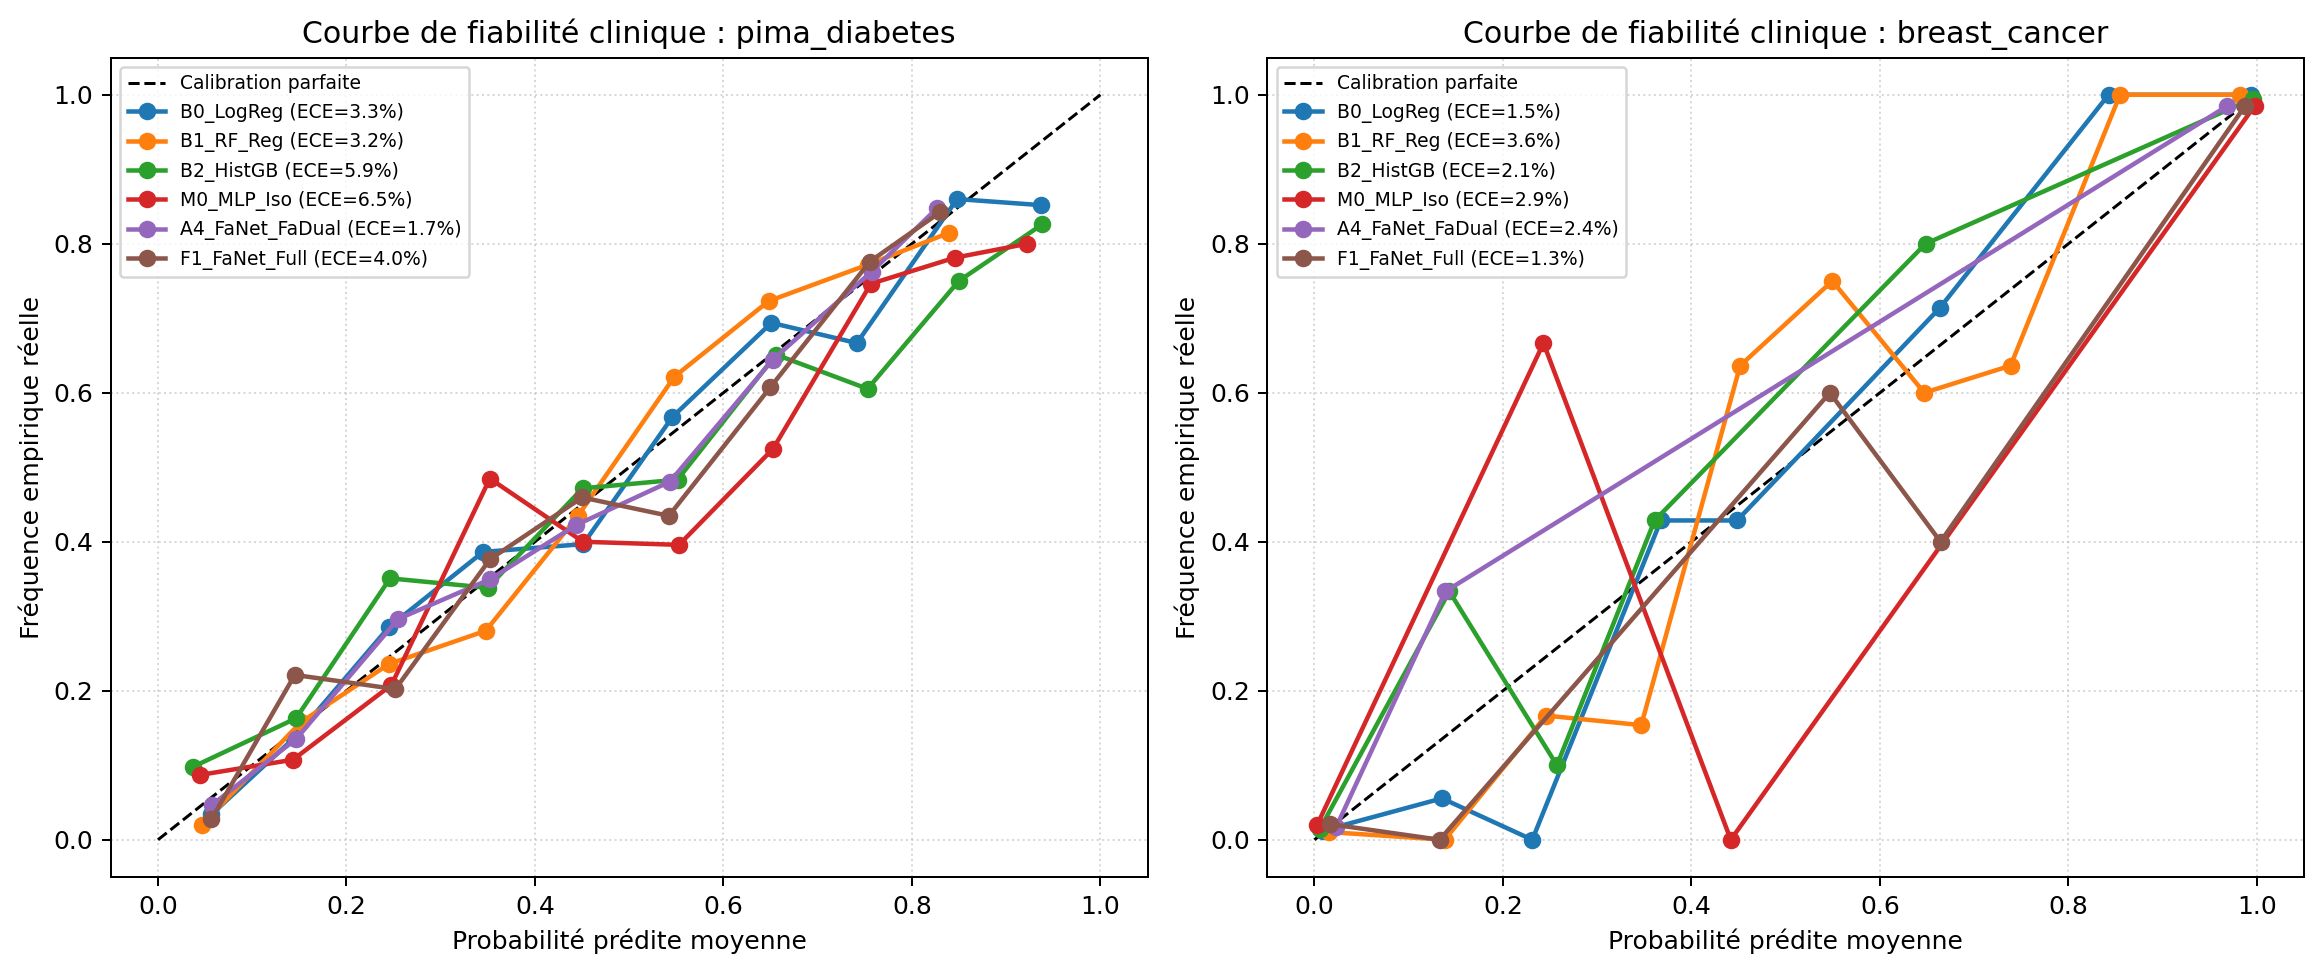 Courbe de fiabilité clinique : pima_diabetes
Calibration parfaite
B0_LogReg (ECE=3.3%)
B1_RF_Reg (ECE=3.2%)
B2_HistGB (ECE=5.9%)
M0_MLP_Iso (ECE=6.5%)
A4_FaNet_FaDual (ECE=1.7%)
F1_FaNet_Full (ECE=4.0%)
Fréquence empirique réelle
1.0
0.8
0.6
0.4
0.2
0.0
0.0 0.2 0.4 0.6 0.8 1.0
Probabilité prédite moyenne
Courbe de fiabilité clinique : breast_cancer
Calibration parfaite
B0_LogReg (ECE=1.5%)
B1_RF_Reg (ECE=3.6%)
B2_HistGB (ECE=2.1%)
M0_MLP_Iso (ECE=2.9%)
A4_FaNet_FaDual (ECE=2.4%)
F1_FaNet_Full (ECE=1.3%)
Fréquence empirique réelle
1.0
0.8
0.6
0.4
0.2
0.0
0.0 0.2 0.4 0.6 0.8 1.0
Probabilité prédite moyenne